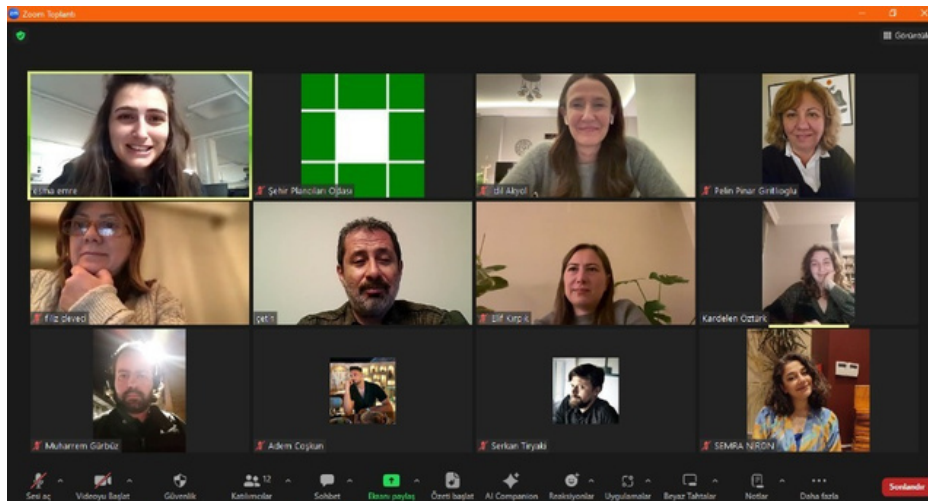 Zoom Toplantı
Görüntüle
esma emre
Şehir Plancıları Odası
idil Akyol
Pelin Pınar Giritlioğlu
filiz deveci
çetin
Elif Kırpık
Kardelen Öztürk
Muharrem Gürbüz
Adem Coşkun
Serkan Tiryaki
SEMRA NİRON
Sesi aç
Videoyu Başlat
Güvenlik
12
Katılımcılar
Sohbet
Ekranı paylaş
Özeti başlat
AI Companion
Reaksiyonlar
Uygulamalar
Beyaz Tahtalar
Notlar
Daha fazla
Sonlandır